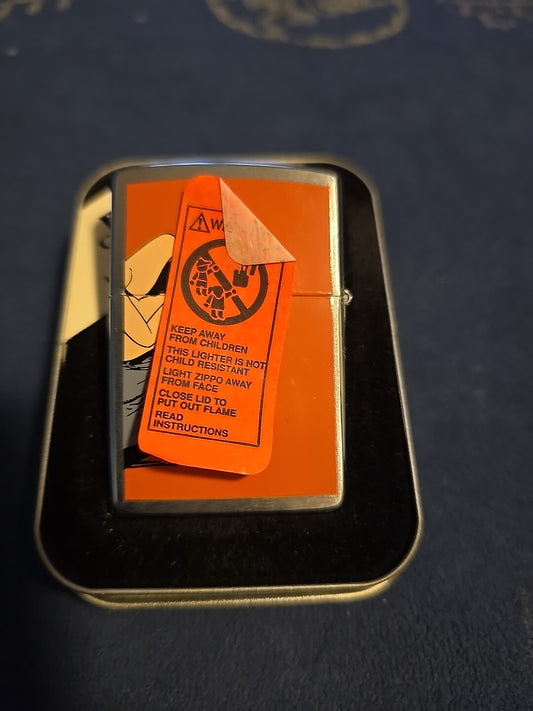 KEEP AWAY
FROM CHILDREN
THIS LIGHTER IS NOT
CHILD RESISTANT
LIGHT ZIPPO AWAY
FROM FACE
CLOSE LID TO
PUT OUT FLAME
READ
INSTRUCTIONS